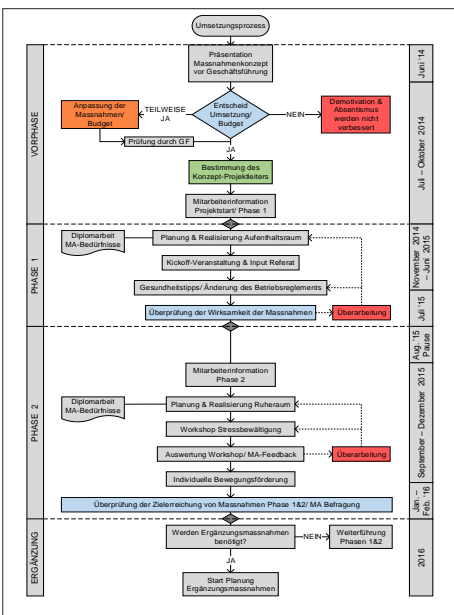 Umsetzungsprozess
Präsentation
Massnahmenkonzept
vor Geschäftsführung
Juni '14
VORPHASE
Anpassung der
Massnahmen/
Budget
TEILWEISE
JA
Entscheid
Umsetzung/
Budget
NEIN
Demotivation &
Absentismus
werden nicht
verbessert
Prüfung durch GF
JA
Bestimmung des
Konzept-Projektleiters
Mitarbeiterinformation
Projektstart/ Phase 1
Juli – Oktober 2014
PHASE 1
Diplomarbeit
MA-Bedürfnisse
Planung & Realisierung Aufenthaltsraum
Kickoff-Veranstaltung & Input Referat
Gesundheitstipps/ Änderung des Betriebsreglements
Überprüfung der Wirksamkeit der Massnahmen
Überarbeitung
November 2014
– Juni 2015
Juli '15
Aug. '15
Pause
PHASE 2
Mitarbeiterinformation
Phase 2
Diplomarbeit
MA-Bedürfnisse
Planung & Realisierung Ruheraum
Workshop Stressbewältigung
Auswertung Workshop/ MA-Feedback
Überarbeitung
Individuelle Bewegungsförderung
Überprüfung der Zielerreichung von Massnahmen Phase 1&2/ MA Befragung
September – Dezember 2015
Jan. –
Feb. '16
ERGÄNZUNG
Werden Ergänzungsmassnahmen
benötigt?
NEIN
Weiterführung
Phasen 1&2
JA
Start Planung
Ergänzungsmassnahmen
2016